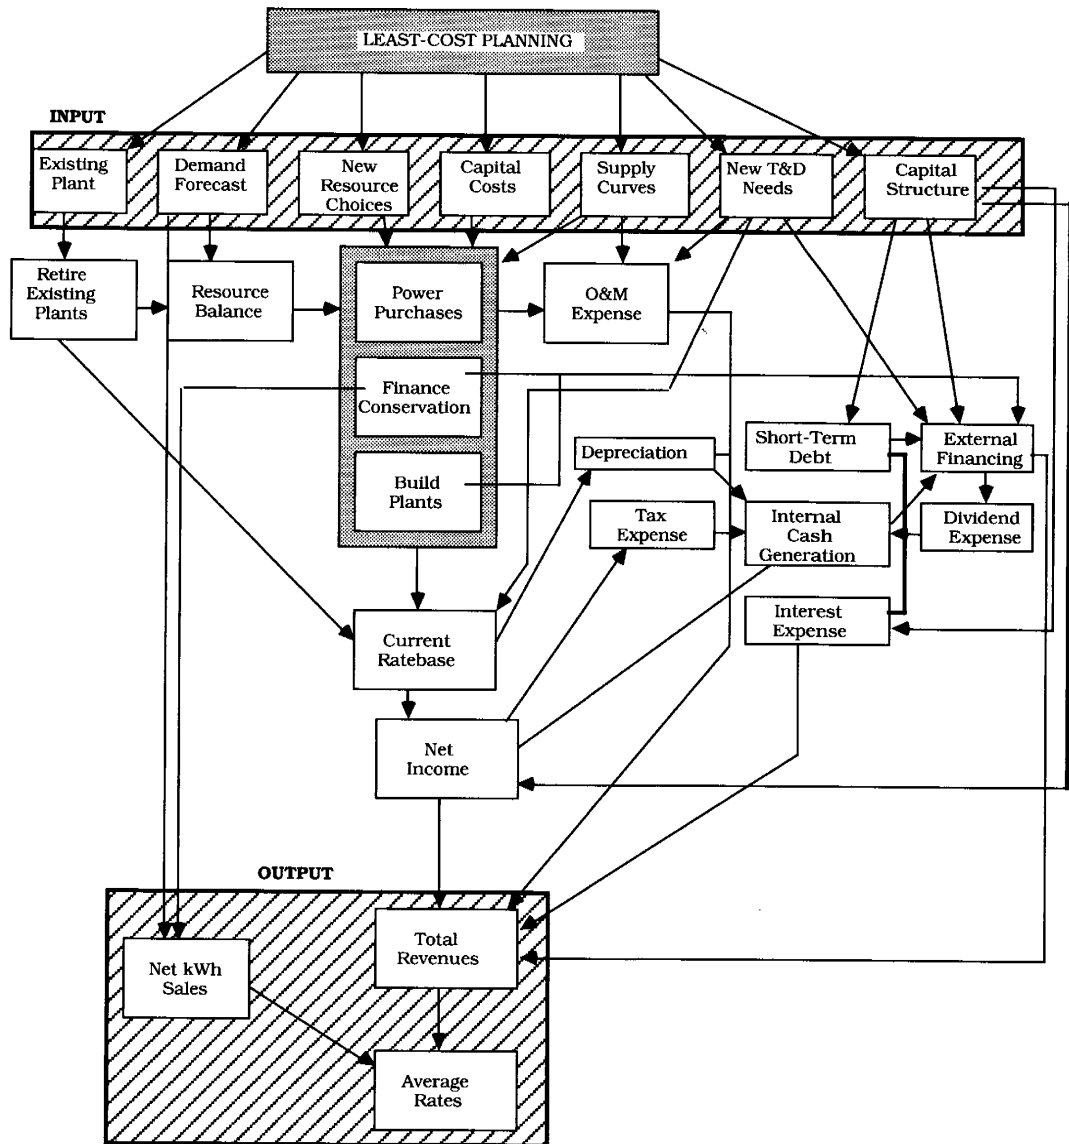 LEAST-COST PLANNING
INPUT
Existing
Plant
Demand
Forecast
New
Resource
Choices
Capital
Costs
Supply
Curves
New T&D
Needs
Capital
Structure
Retire
Existing
Plants
Resource
Balance
Power
Purchases
O&M
Expense
Finance
Conservation
Build
Plants
Depreciation
Short-Term
Debt
External
Financing
Tax
Expense
Internal
Cash
Generation
Dividend
Expense
Interest
Expense
Current
Ratebase
Net
Income
OUTPUT
Net kWh
Sales
Total
Revenues
Average
Rates